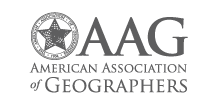 AAG
AMERICAN ASSOCIATION
of GEOGRAPHERS